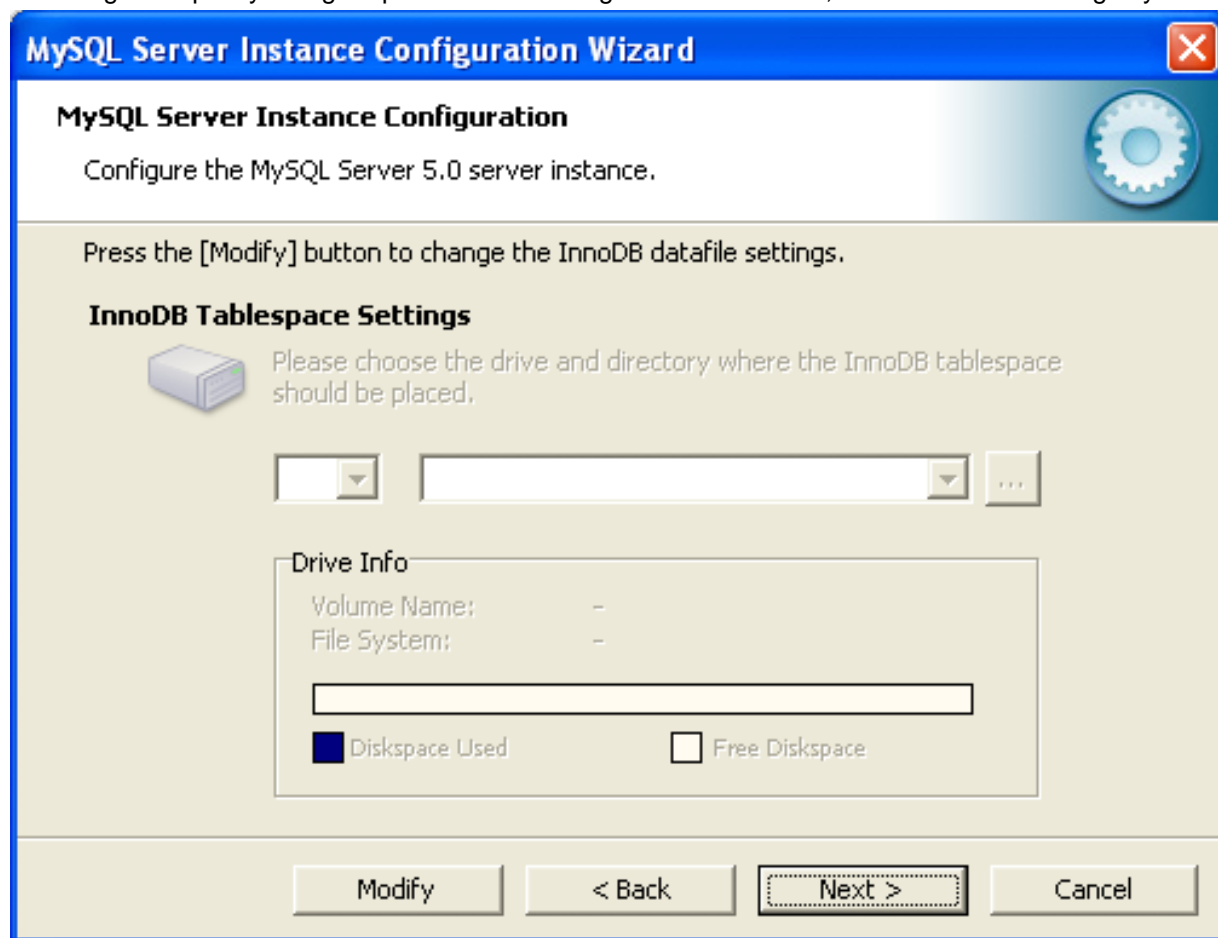 MySQL Server Instance Configuration Wizard
MySQL Server Instance Configuration
Configure the MySQL Server 5.0 server instance.
Press the [Modify] button to change the InnoDB datafile settings.
InnoDB Tablespace Settings
Please choose the drive and directory where the InnoDB tablespace
should be placed.
...
Drive Info
Volume Name: -
File System: -
Diskspace Used Free Diskspace
Modify < Back Next > Cancel